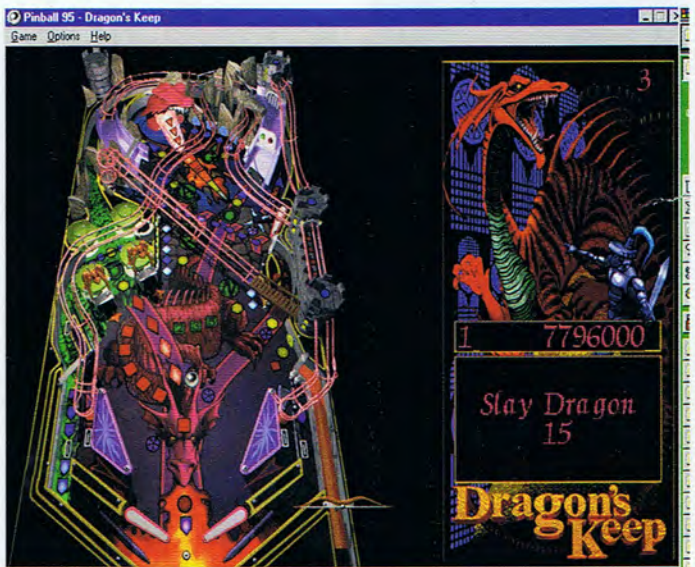 Pinball 95 - Dragon's Keep
Game Options Help
3
1 7796000
Slay Dragon
15
Dragon's
Keep